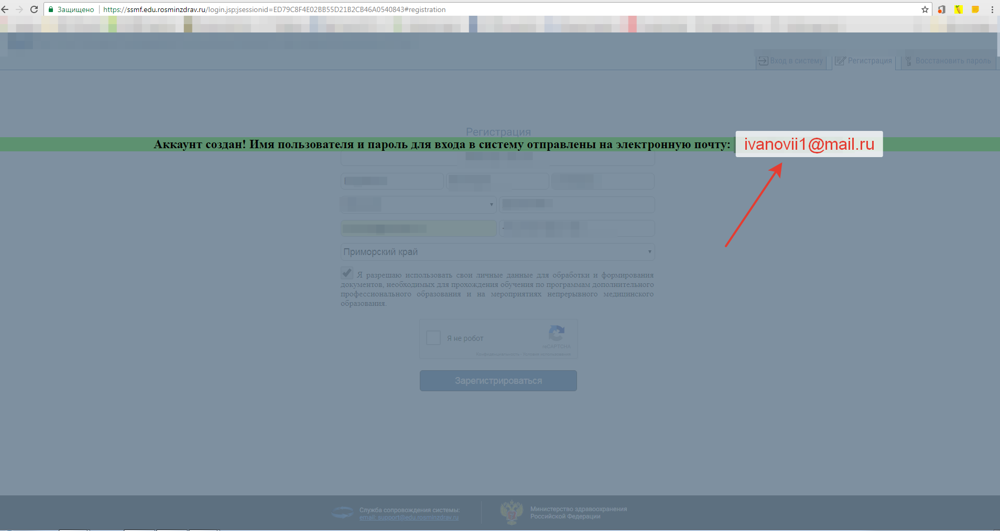 Защищено
https://ssmf.edu.rosminzdrav.ru/login.jsp;jsessionid=ED79C8F4E02BB55D21B2CB46A0540843#registration
Вход в систему
Регистрация
Восстановить пароль
Регистрация
Аккаунт создан! Имя пользователя и пароль для входа в систему отправлены на электронную почту: ivanovii1@mail.ru
Приморский край
Я разрешаю использовать свои личные данные для обработки и формирования
документов, необходимых для прохождения обучения по программам дополнительного
профессионального образования и на мероприятиях непрерывного медицинского
образования.
Я не робот
reCAPTCHA
Конфиденциальность - Условия использования
Зарегистрироваться
Служба сопровождения системы:
email: support@edu.rosminzdrav.ru
Министерство здравоохранения
Российской Федерации